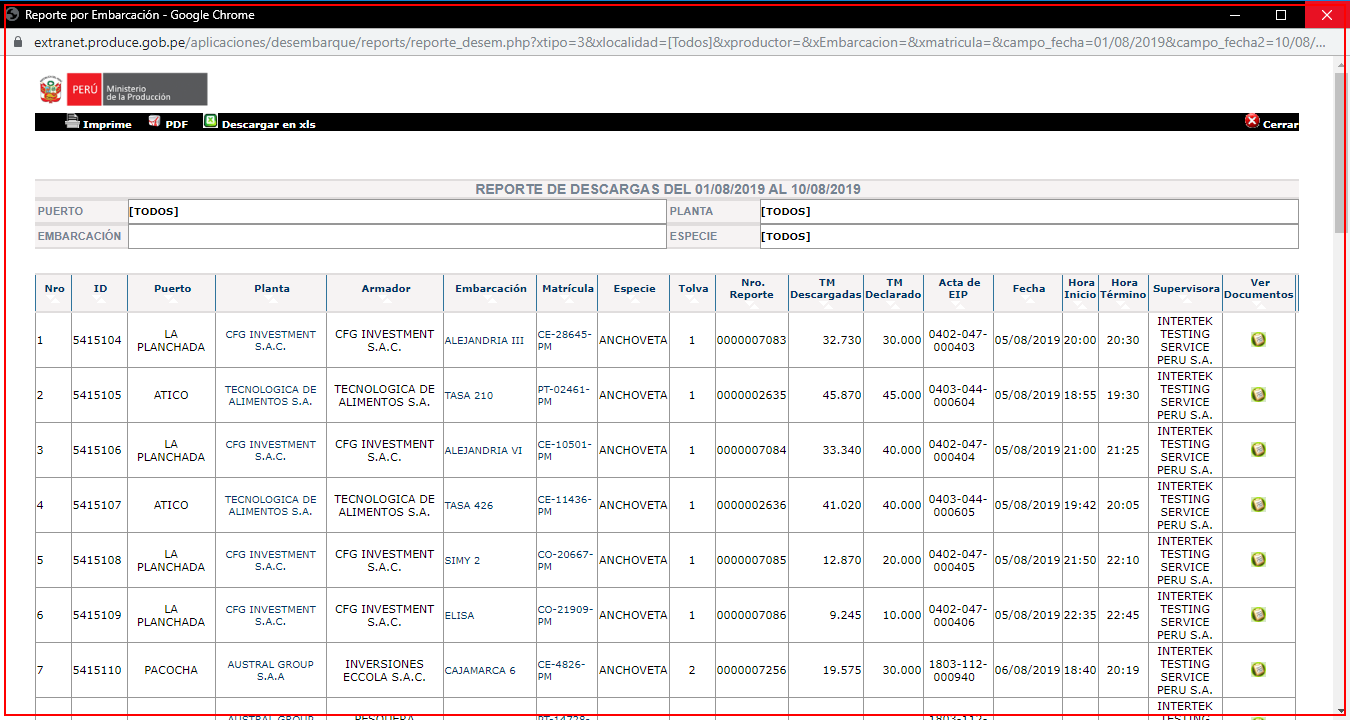 Reporte por Embarcación - Google Chrome
extranet.produce.gob.pe/aplicaciones/desembarque/reports/reporte_desem.php?xtipo=3&xlocalidad=[Todos]&xproductor=&xEmbarcacion=&xmatricula=&campo_fecha=01/08/2019&campo_fecha2=10/08/...
PERÚ Ministerio
de la Producción
Imprime PDF Descargar en xls Cerrar
REPORTE DE DESCARGAS DEL 01/08/2019 AL 10/08/2019
PUERTO [TODOS] PLANTA [TODOS]
EMBARCACIÓN ESPECIE [TODOS]
Nro ID Puerto Planta Armador Embarcación Matrícula Especie Tolva Nro. Reporte TM Descargadas TM Declarado Acta de EIP Fecha Hora Inicio Hora Término Supervisora Ver Documentos
1 5415104 LA PLANCHADA CFG INVESTMENT S.A.C. CFG INVESTMENT S.A.C. ALEJANDRIA III CE-28645-PM ANCHOVETA 1 0000007083 32.730 30.000 0402-047-000403 05/08/2019 20:00 20:30 INTERTEK TESTING SERVICE PERU S.A.
2 5415105 ATICO TECNOLOGICA DE ALIMENTOS S.A. TECNOLOGICA DE ALIMENTOS S.A. TASA 210 PT-02461-PM ANCHOVETA 1 0000002635 45.870 45.000 0403-044-000604 05/08/2019 18:55 19:30 INTERTEK TESTING SERVICE PERU S.A.
3 5415106 LA PLANCHADA CFG INVESTMENT S.A.C. CFG INVESTMENT S.A.C. ALEJANDRIA VI CE-10501-PM ANCHOVETA 1 0000007084 33.340 40.000 0402-047-000404 05/08/2019 21:00 21:25 INTERTEK TESTING SERVICE PERU S.A.
4 5415107 ATICO TECNOLOGICA DE ALIMENTOS S.A. TECNOLOGICA DE ALIMENTOS S.A. TASA 426 CE-11436-PM ANCHOVETA 1 0000002636 41.020 40.000 0403-044-000605 05/08/2019 19:42 20:05 INTERTEK TESTING SERVICE PERU S.A.
5 5415108 LA PLANCHADA CFG INVESTMENT S.A.C. CFG INVESTMENT S.A.C. SIMY 2 CO-20667-PM ANCHOVETA 1 0000007085 12.870 20.000 0402-047-000405 05/08/2019 21:50 22:10 INTERTEK TESTING SERVICE PERU S.A.
6 5415109 LA PLANCHADA CFG INVESTMENT S.A.C. CFG INVESTMENT S.A.C. ELISA CO-21909-PM ANCHOVETA 1 0000007086 9.245 10.000 0402-047-000406 05/08/2019 22:35 22:45 INTERTEK TESTING SERVICE PERU S.A.
7 5415110 PACOCHA AUSTRAL GROUP S.A.A INVERSIONES ECCOLA S.A.C. CAJAMARCA 6 CE-4826-PM ANCHOVETA 2 0000007256 19.575 30.000 1803-112-000940 06/08/2019 18:40 20:19 INTERTEK TESTING SERVICE PERU S.A.
AUSTRAL GROUP PESQUERA PT-14728- 1803-112- INTERTEK